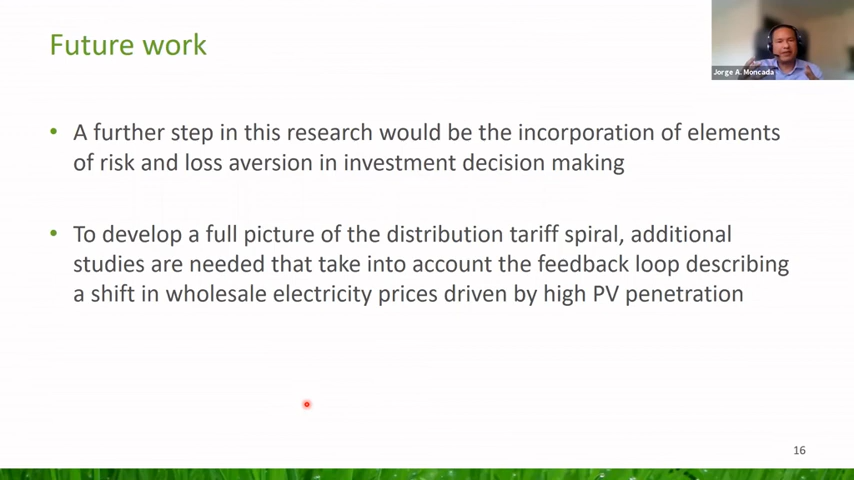 Future work
Jorge A. Moncada
• A further step in this research would be the incorporation of elements
of risk and loss aversion in investment decision making
• To develop a full picture of the distribution tariff spiral, additional
studies are needed that take into account the feedback loop describing
a shift in wholesale electricity prices driven by high PV penetration
16